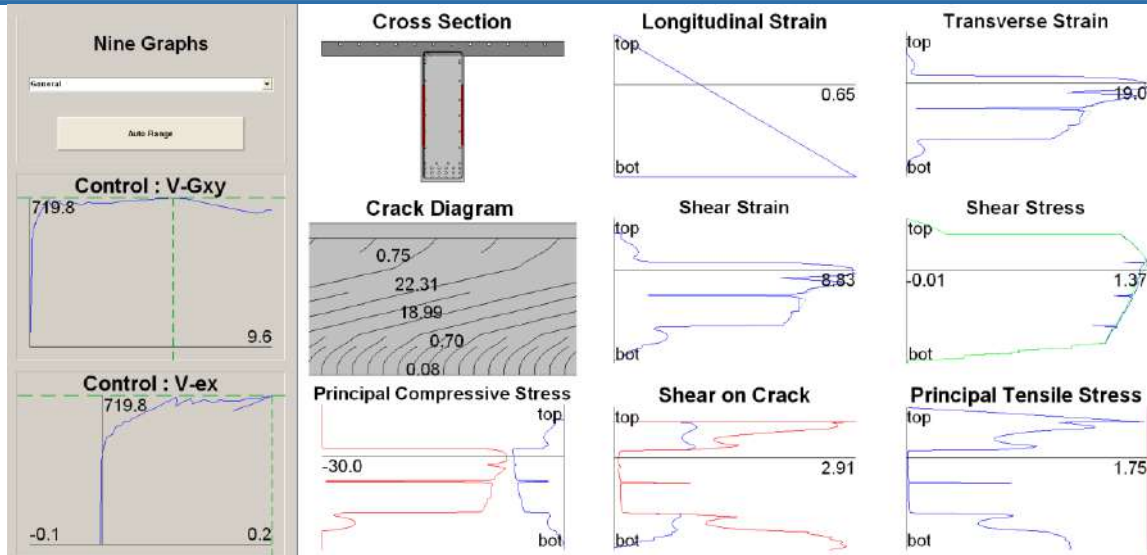 Nine Graphs
General
Auto Range
Control : V-Gxy
719.8
9.6
Control : V-ex
719.8
-0.1
0.2
Cross Section
Crack Diagram
0.75
22.31
18.99
0.70
0.08
Principal Compressive Stress
top
-30.0
bot
Longitudinal Strain
top
0.65
bot
Shear Strain
top
8.83
bot
Shear on Crack
top
2.91
bot
Transverse Strain
top
19.0
bot
Shear Stress
top
-0.01
1.37
bot
Principal Tensile Stress
top
1.75
bot